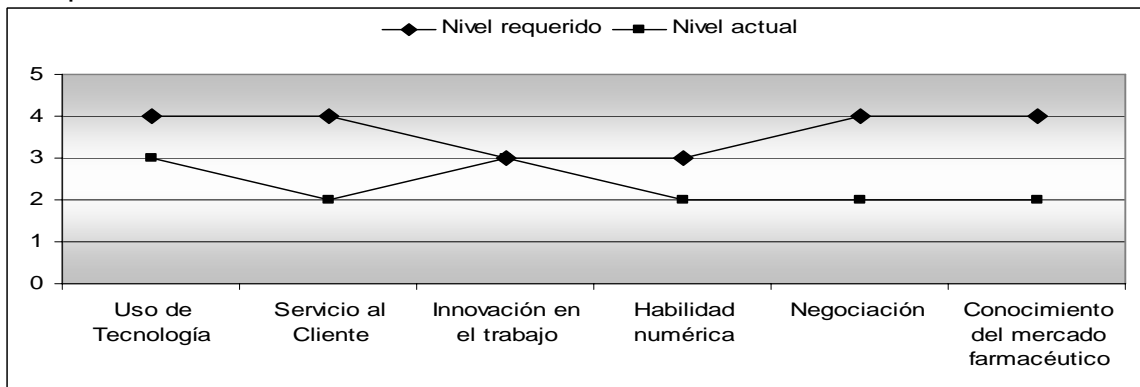 Nivel requerido Nivel actual
5
4
3
2
1
0
Uso de Servicio al Innovación en Habilidad Negociación Conocimiento
Tecnología Cliente el trabajo numérica del mercado
farmacéutico